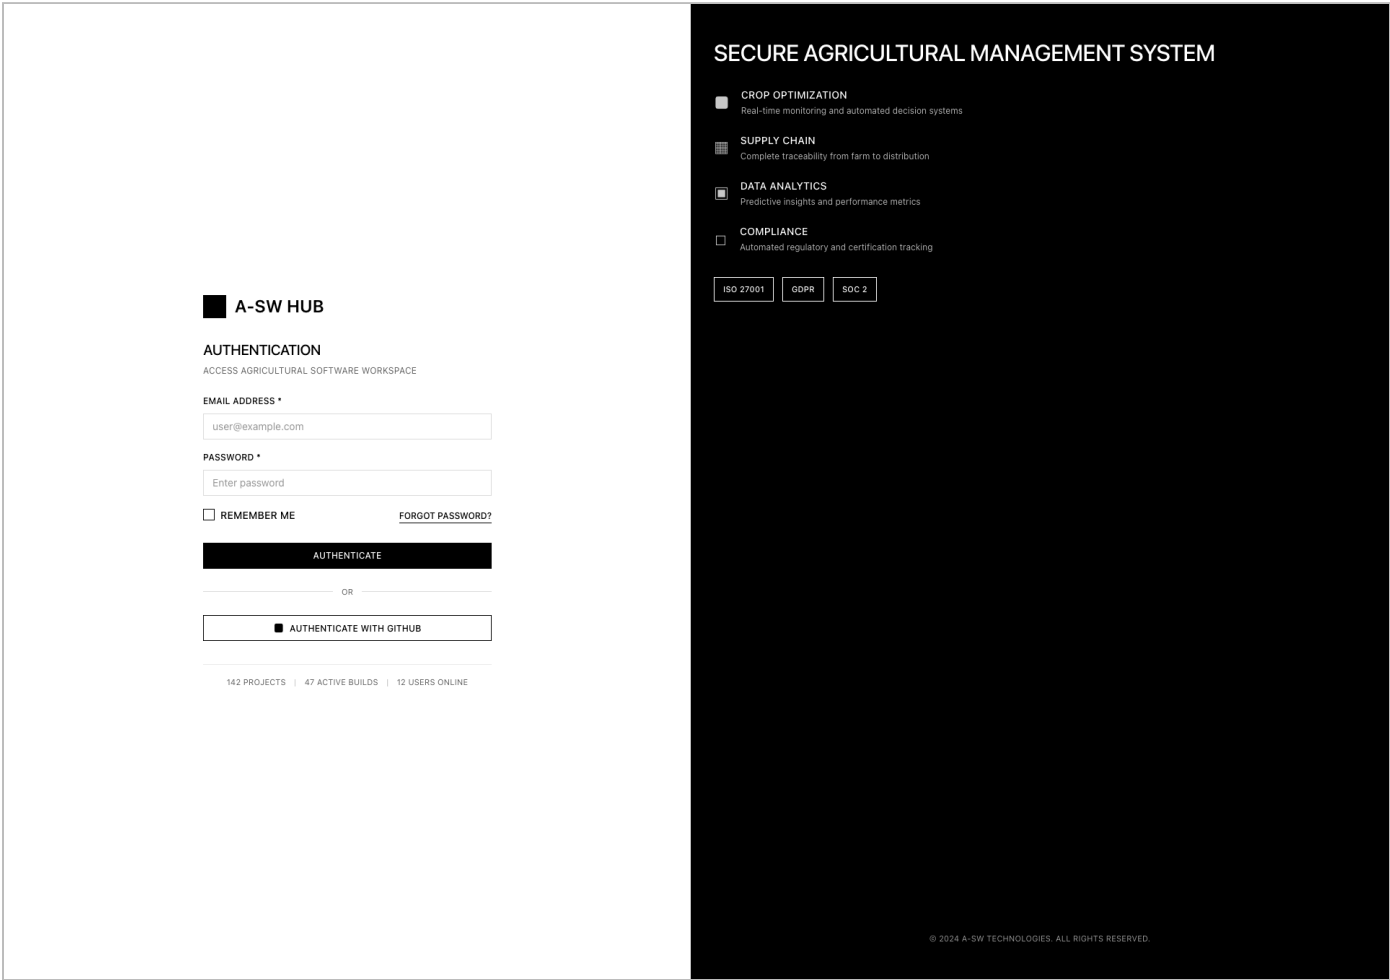 A-SW HUB
AUTHENTICATION
ACCESS AGRICULTURAL SOFTWARE WORKSPACE
EMAIL ADDRESS *
user@example.com
PASSWORD *
Enter password
REMEMBER ME
FORGOT PASSWORD?
AUTHENTICATE
OR
AUTHENTICATE WITH GITHUB
142 PROJECTS | 47 ACTIVE BUILDS | 12 USERS ONLINE
SECURE AGRICULTURAL MANAGEMENT SYSTEM
CROP OPTIMIZATION
Real-time monitoring and automated decision systems
SUPPLY CHAIN
Complete traceability from farm to distribution
DATA ANALYTICS
Predictive insights and performance metrics
COMPLIANCE
Automated regulatory and certification tracking
ISO 27001
GDPR
SOC 2
© 2024 A-SW TECHNOLOGIES. ALL RIGHTS RESERVED.